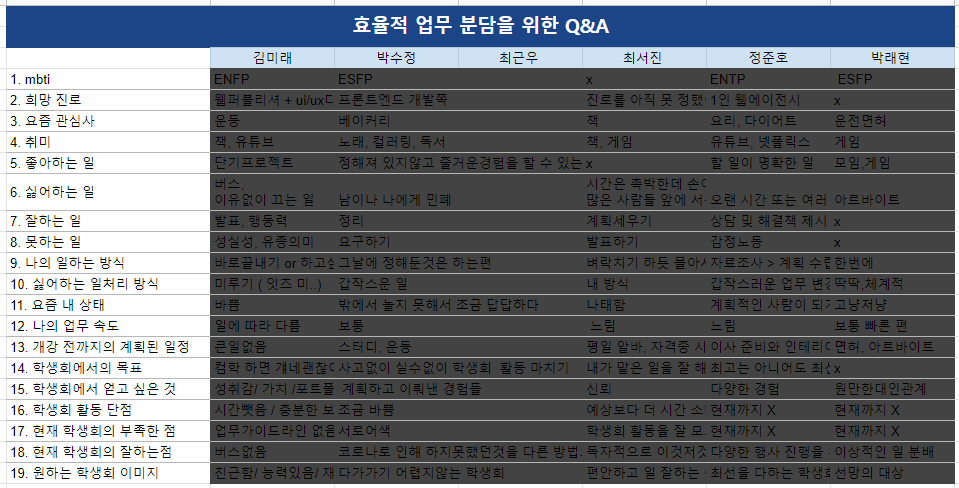 효율적 업무 분담을 위한 Q&A
김미래 박수정 최근우 최서진 정준호 박래현
1. mbti ENFP ESFP x ENTP ESFP
2. 희망 진로 웹퍼블리셔 + ui/ux디 프론트엔드 개발쪽 진로를 아직 못 정했 1인 웹에이전시 x
3. 요즘 관심사 운동 베이커리 책 요리, 다이어트 운전면허
4. 취미 책, 유튜브 노래, 컬러링, 독서 책, 게임 유튜브, 넷플릭스 게임
5. 좋아하는 일 단기프로젝트 정해져 있지않고 즐거운경험을 할 수 있는 x 할 일이 명확한 일 모임,게임
6. 싫어하는 일 버스, 이유없이 끄는 일 남이나 나에게 민폐 시간은 촉박한데 손이 많은 사람들 앞에 서 오랜 시간 또는 여러 아르바이트
7. 잘하는 일 발표, 행동력 정리 계획세우기 상담 및 해결책 제시 x
8. 못하는 일 성실성, 유종의미 요구하기 발표하기 감정노동 x
9. 나의 일하는 방식 바로끝내기 or 하고싶 그날에 정해둔것은 하는편 벼락치기 하듯 몰아서 자료조사 > 계획 수립 한번에
10. 싫어하는 일처리 방식 미루기 ( 잇츠 미..) 갑작스운 일 내 방식 갑작스러운 업무 변경 딱딱,체계적
11. 요즘 내 상태 바쁨 밖에서 놀지 못해서 조금 답답하다 나태함 계획적인 사람이 되기 고냥저냥
12. 나의 업무 속도 일에 따라 다름 보통 느림 느림 보통 빠른 편
13. 개강 전까지의 계획된 일정 큰일없음 스터디, 운동 평일 알바, 자격증 시 이사 준비와 인테리어 면허, 아르바이트
14. 학생회에서의 목표 컴학 하면 걔네괜찮아 사고없이 실수없이 학생회 활동 마치기 내가 맡은 일을 잘 해 최고는 아니어도 최선 x
15. 학생회에서 얻고 싶은 것 성취감/ 가치 /포트폴 계획하고 이뤄낸 경험들 신뢰 다양한 경험 원만한대인관계
16. 학생회 활동 단점 시간뺏음 / 충분한 보 조금 바쁨 예상보다 더 시간 소 현재까지 X 현재까지 X
17. 현재 학생회의 부족한 점 업무가이드라인 없음 서로어색 학생회 활동을 잘 모 현재까지 X 현재까지 X
18. 현재 학생회의 잘하는점 버스없음 코로나로 인해 하지못했던것을 다른 방법. 독자적으로 이것저것 다양한 행사 진행을 이상적인 일 분배
19. 원하는 학생회 이미지 친근함/ 능력있음/ 재 다가가기 어렵지않는 학생회 편안하고 일 잘하는 최선을 다하는 학생회 선망의 대상